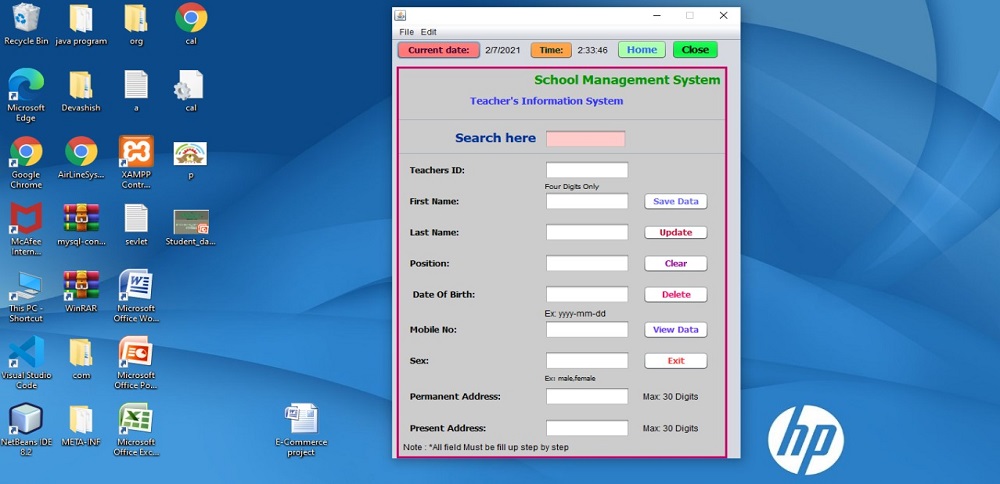 Recycle Bin
java program
org
cal
Microsoft
Edge
Devashish
a
cal
Google
Chrome
AirLineSys...
XAMPP
Contr...
p
McAfee
Intern...
mysql-con...
sevlet
Student_da...
This PC -
Shortcut
WinRAR
Microsoft
Office Wo...
Visual Studio
Code
com
Microsoft
Office Po...
NetBeans IDE
8.2
META-INF
Microsoft
Office Exc...
E-Commerce
project
File Edit
Current date: 2/7/2021 Time: 2:33:46 Home Close
School Management System
Teacher's Information System
Search here
Teachers ID:
Four Digits Only
First Name: Save Data
Last Name: Update
Position: Clear
Date Of Birth: Delete
Ex: yyyy-mm-dd
Mobile No: View Data
Sex: Exit
Ex: male,female
Permanent Address: Max: 30 Digits
Present Address: Max: 30 Digits
Note : *All field Must be fill up step by step
hp